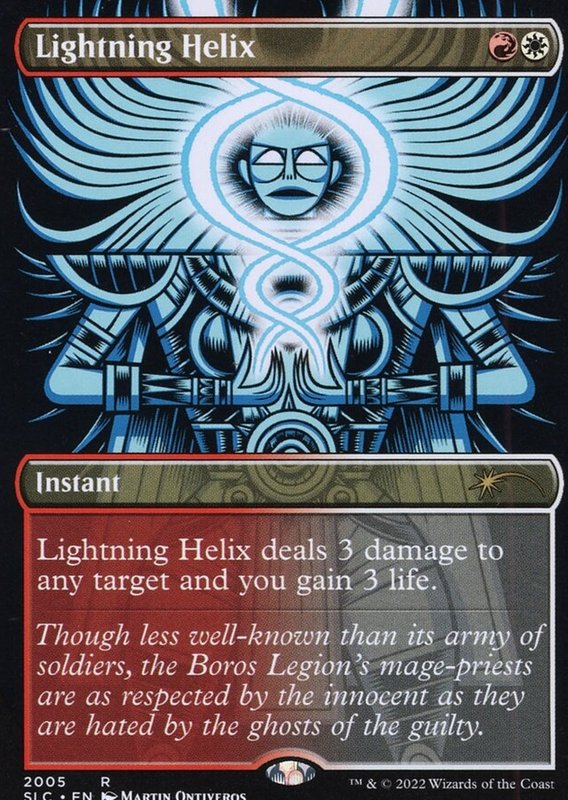 Lightning Helix
Instant
Lightning Helix deals 3 damage to
any target and you gain 3 life.
Though less well-known than its army of
soldiers, the Boros Legion's mage-priests
are as respected by the innocent as they
are hated by the ghosts of the guilty.
2005 R
SLC • EN Martin Ontiveros
™ & © 2022 Wizards of the Coast